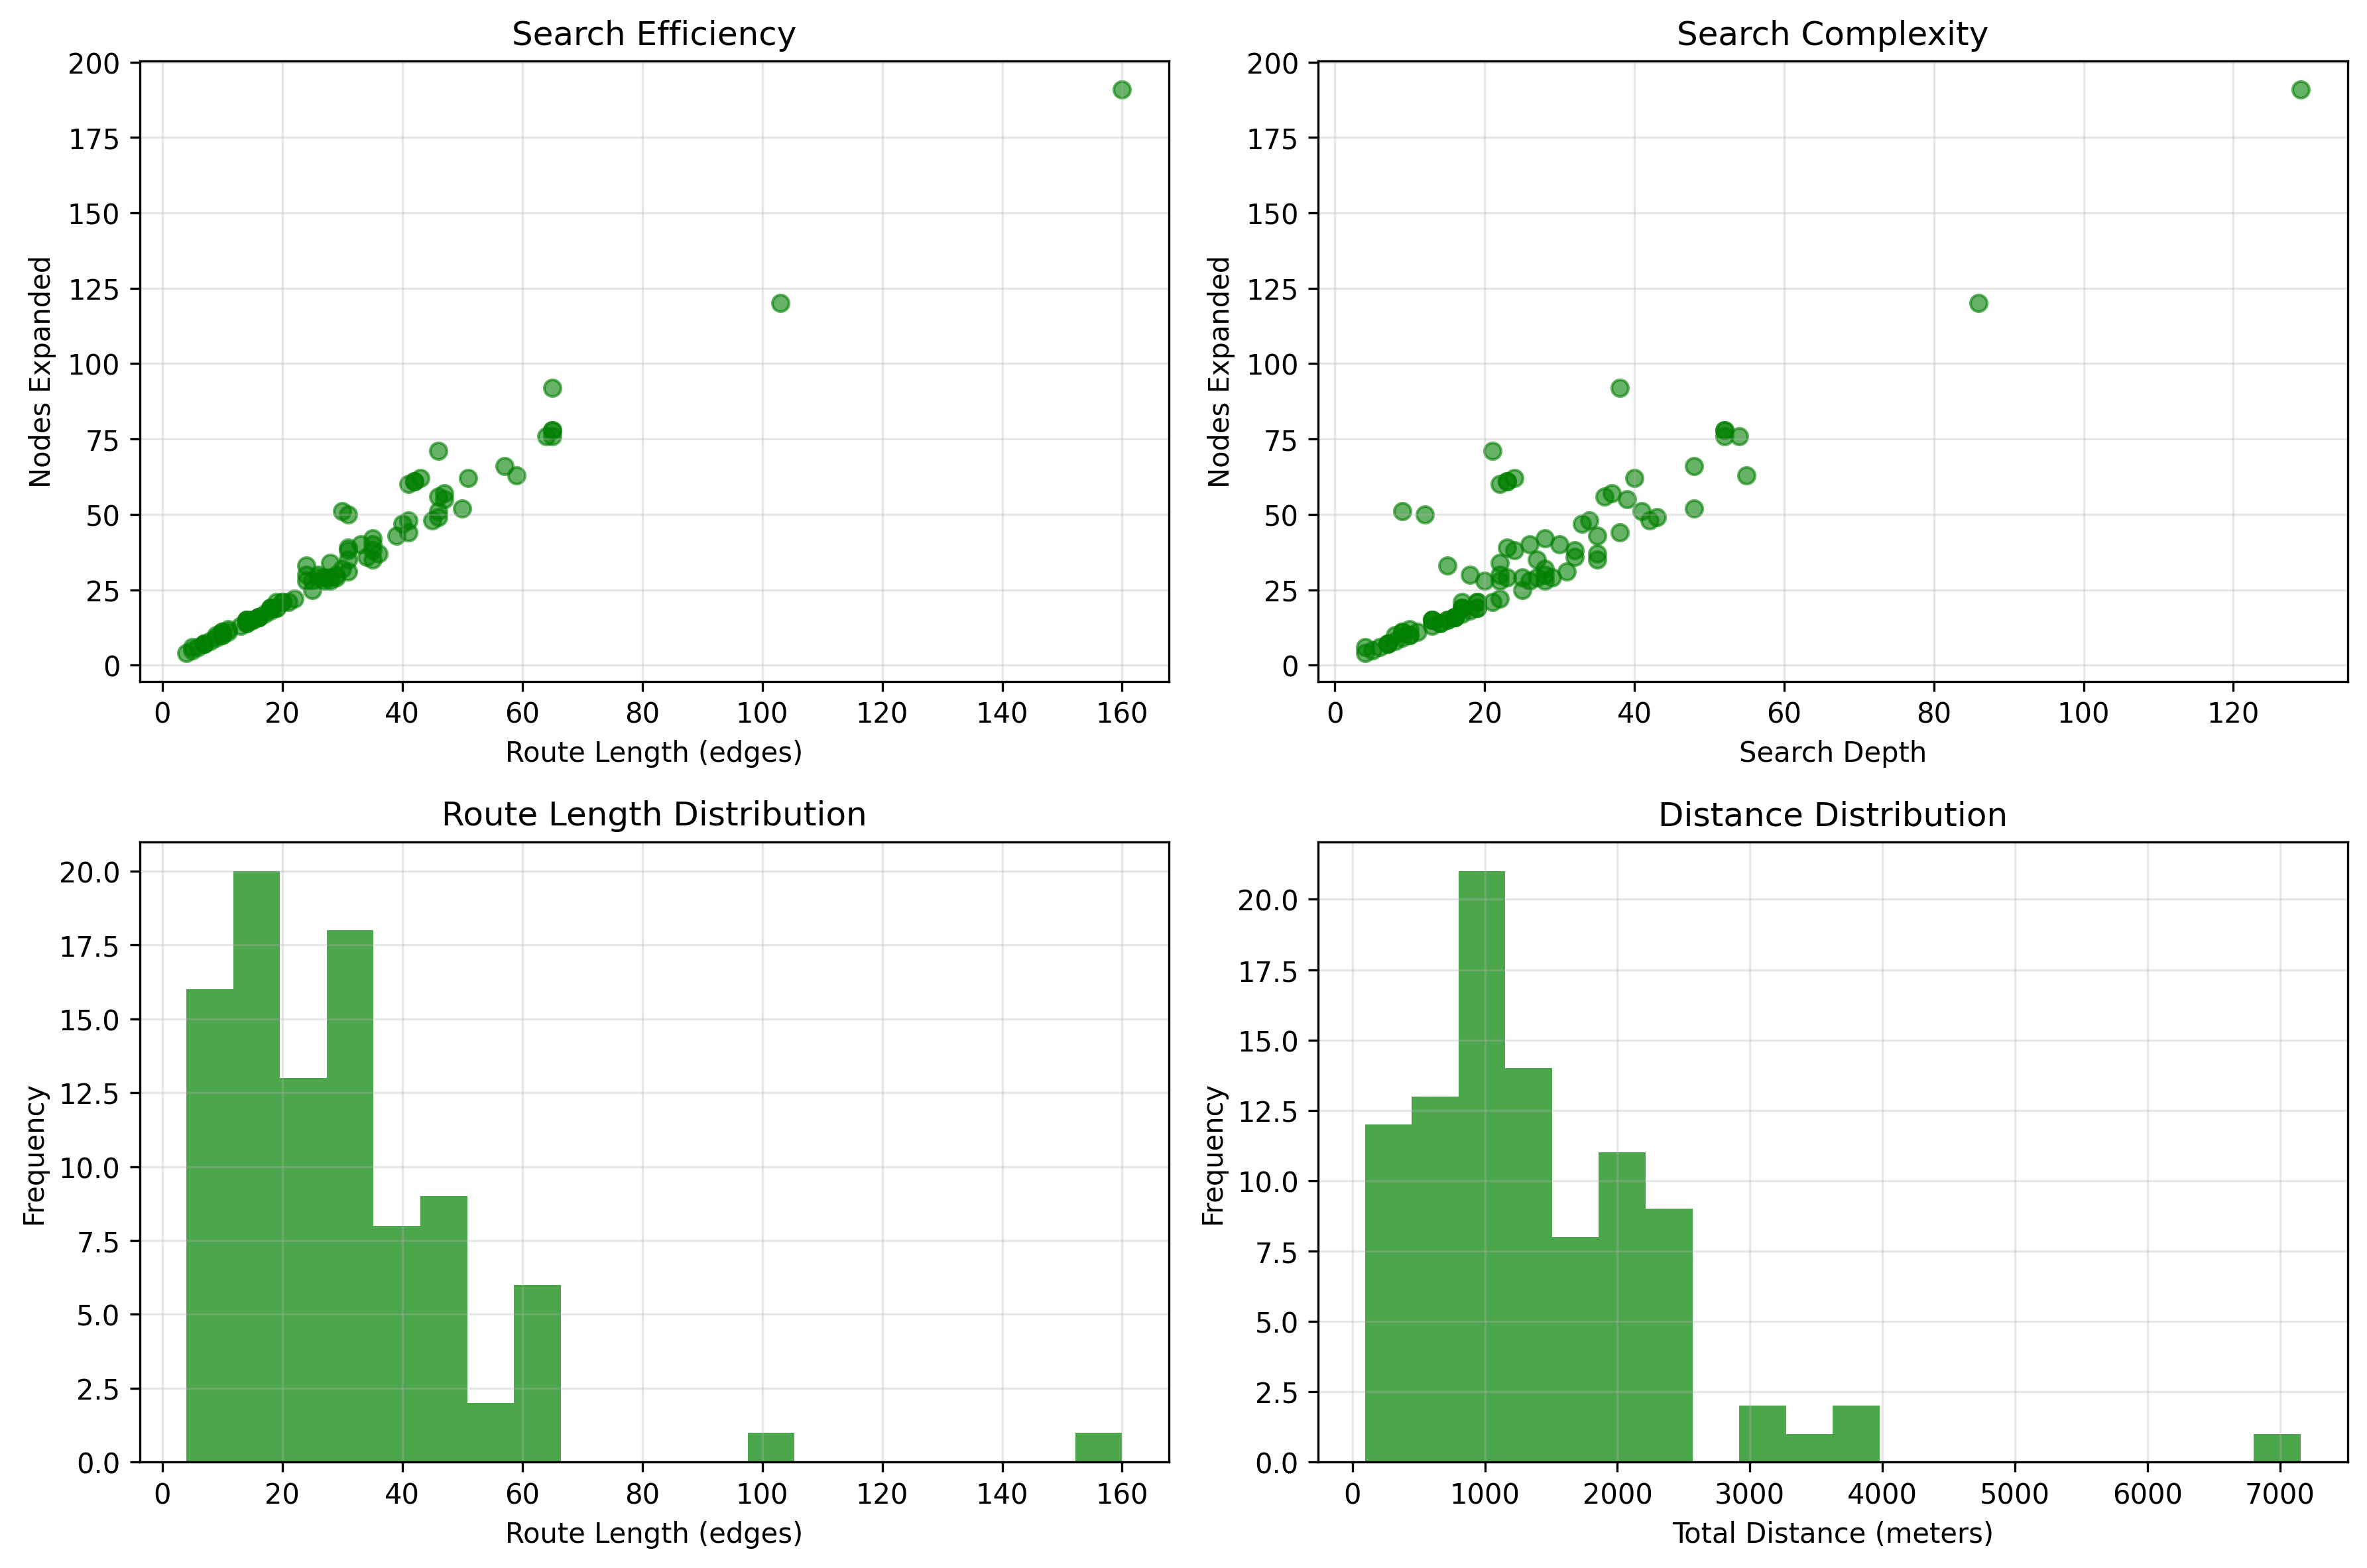 Search Efficiency
200
175
150
125
100
75
50
25
0
Nodes Expanded
0 20 40 60 80 100 120 140 160
Route Length (edges)
Search Complexity
200
175
150
125
100
75
50
25
0
Nodes Expanded
0 20 40 60 80 100 120
Search Depth
Route Length Distribution
20.0
17.5
15.0
12.5
10.0
7.5
5.0
2.5
0.0
Frequency
0 20 40 60 80 100 120 140 160
Route Length (edges)
Distance Distribution
20.0
17.5
15.0
12.5
10.0
7.5
5.0
2.5
0.0
Frequency
0 1000 2000 3000 4000 5000 6000 7000
Total Distance (meters)